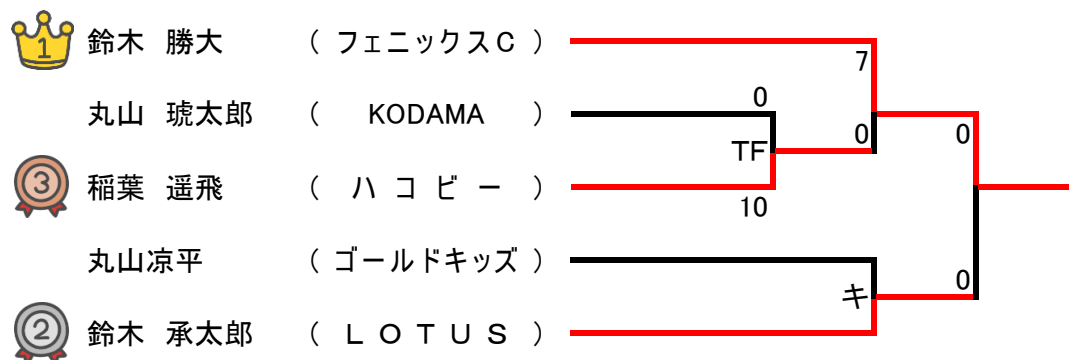 1 鈴木 勝大 ( フェニックスC )
7
0
丸山 琥太郎 ( KODAMA )
TF
0
0
3 稲葉 遥飛 ( ハコビー )
10
丸山凉平 ( ゴールドキッズ )
0
キ
2 鈴木 承太郎 ( LOTUS )